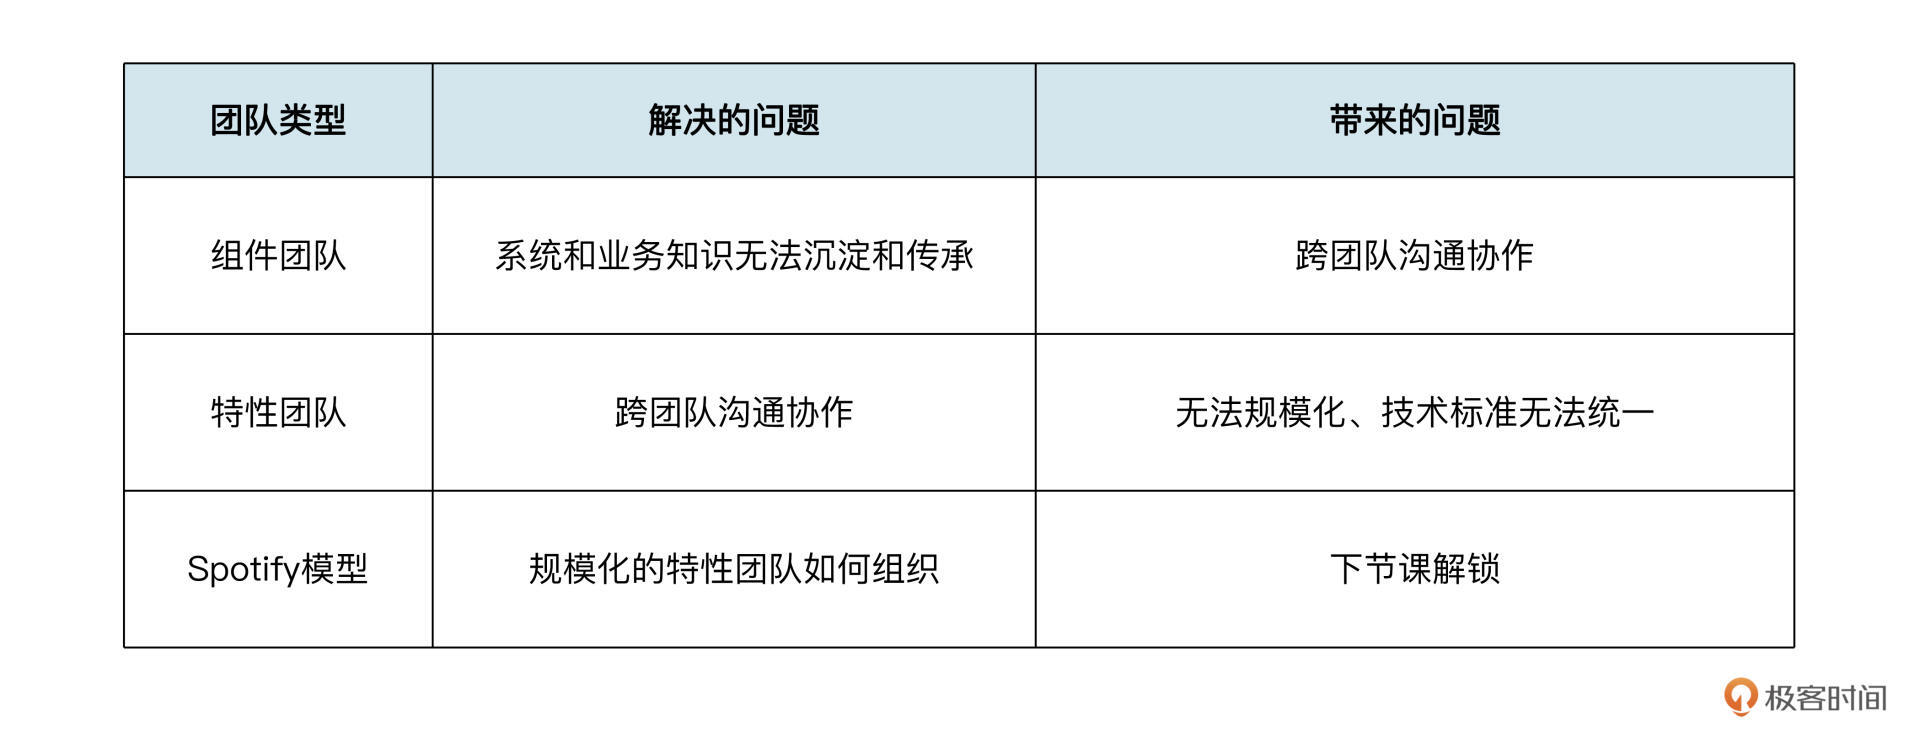 团队类型 解决的问题 带来的问题
组件团队 系统和业务知识无法沉淀和传承 跨团队沟通协作
特性团队 跨团队沟通协作 无法规模化、技术标准无法统一
Spotify模型 规模化的特性团队如何组织 下节课解锁
极客时间